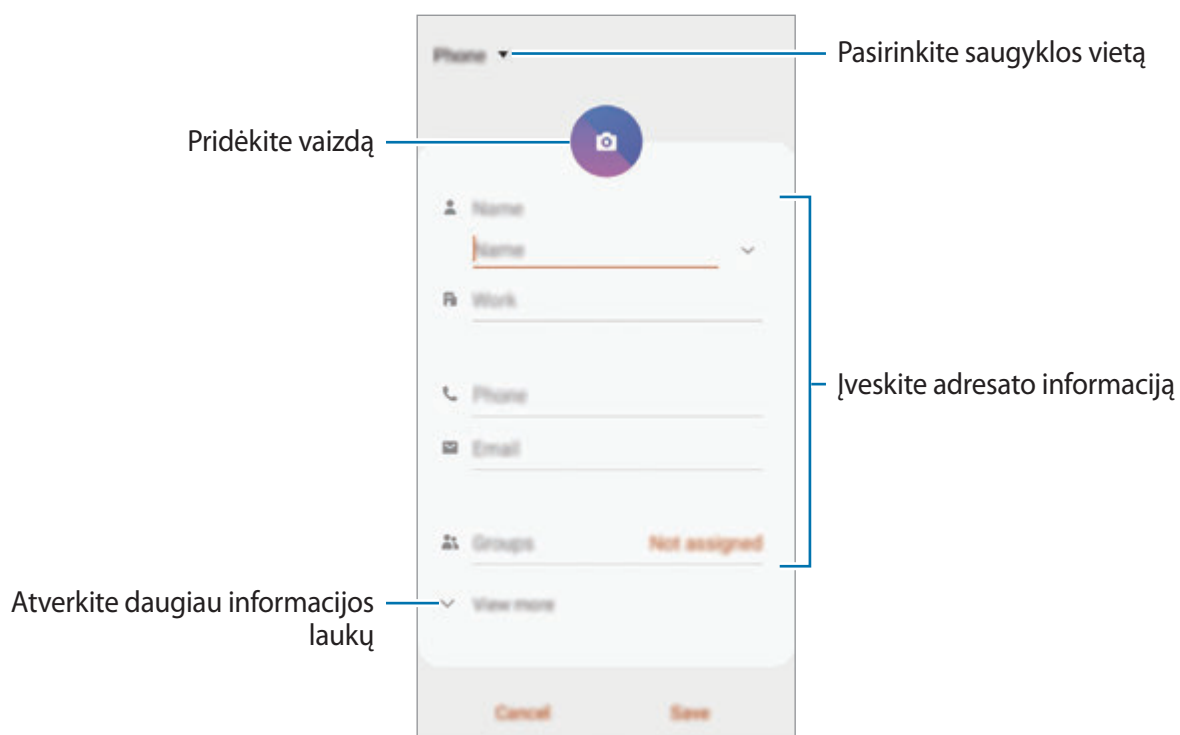 Phone
Pasirinkite saugyklos vietą
Pridėkite vaizdą
Name
Name
Work
Phone
Įveskite adresato informaciją
Email
Groups Not assigned
Atverkite daugiau informacijos
laukų
View more
Cancel Save